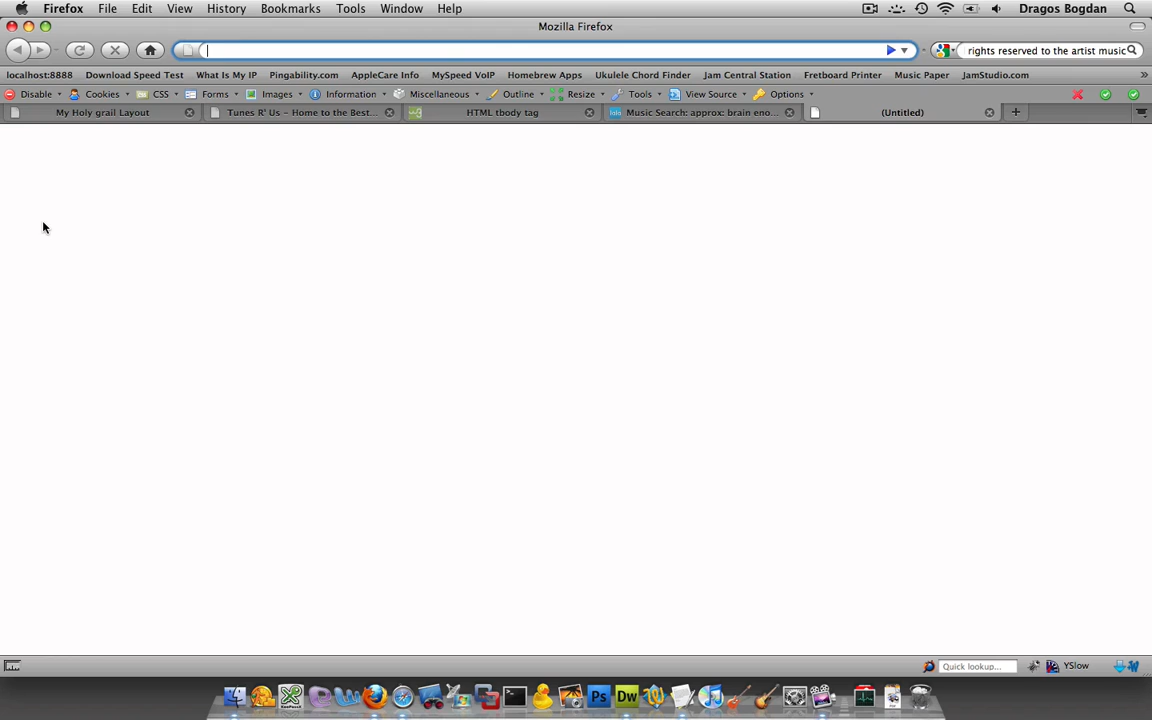 Firefox File Edit View History Bookmarks Tools Window Help Dragos Bogdan
Mozilla Firefox
rights reserved to the artist music
localhost:8888 Download Speed Test What Is My IP Pingability.com AppleCare Info MySpeed VoIP Homebrew Apps Ukulele Chord Finder Jam Central Station Fretboard Printer Music Paper JamStudio.com »
Disable Cookies CSS Forms Images Information Miscellaneous Outline Resize Tools View Source Options
My Holy grail Layout Tunes R' Us - Home to the Best... HTML tbody tag Music Search: approx: brain eno... (Untitled)
Quick lookup... YSlow
Ps Dw